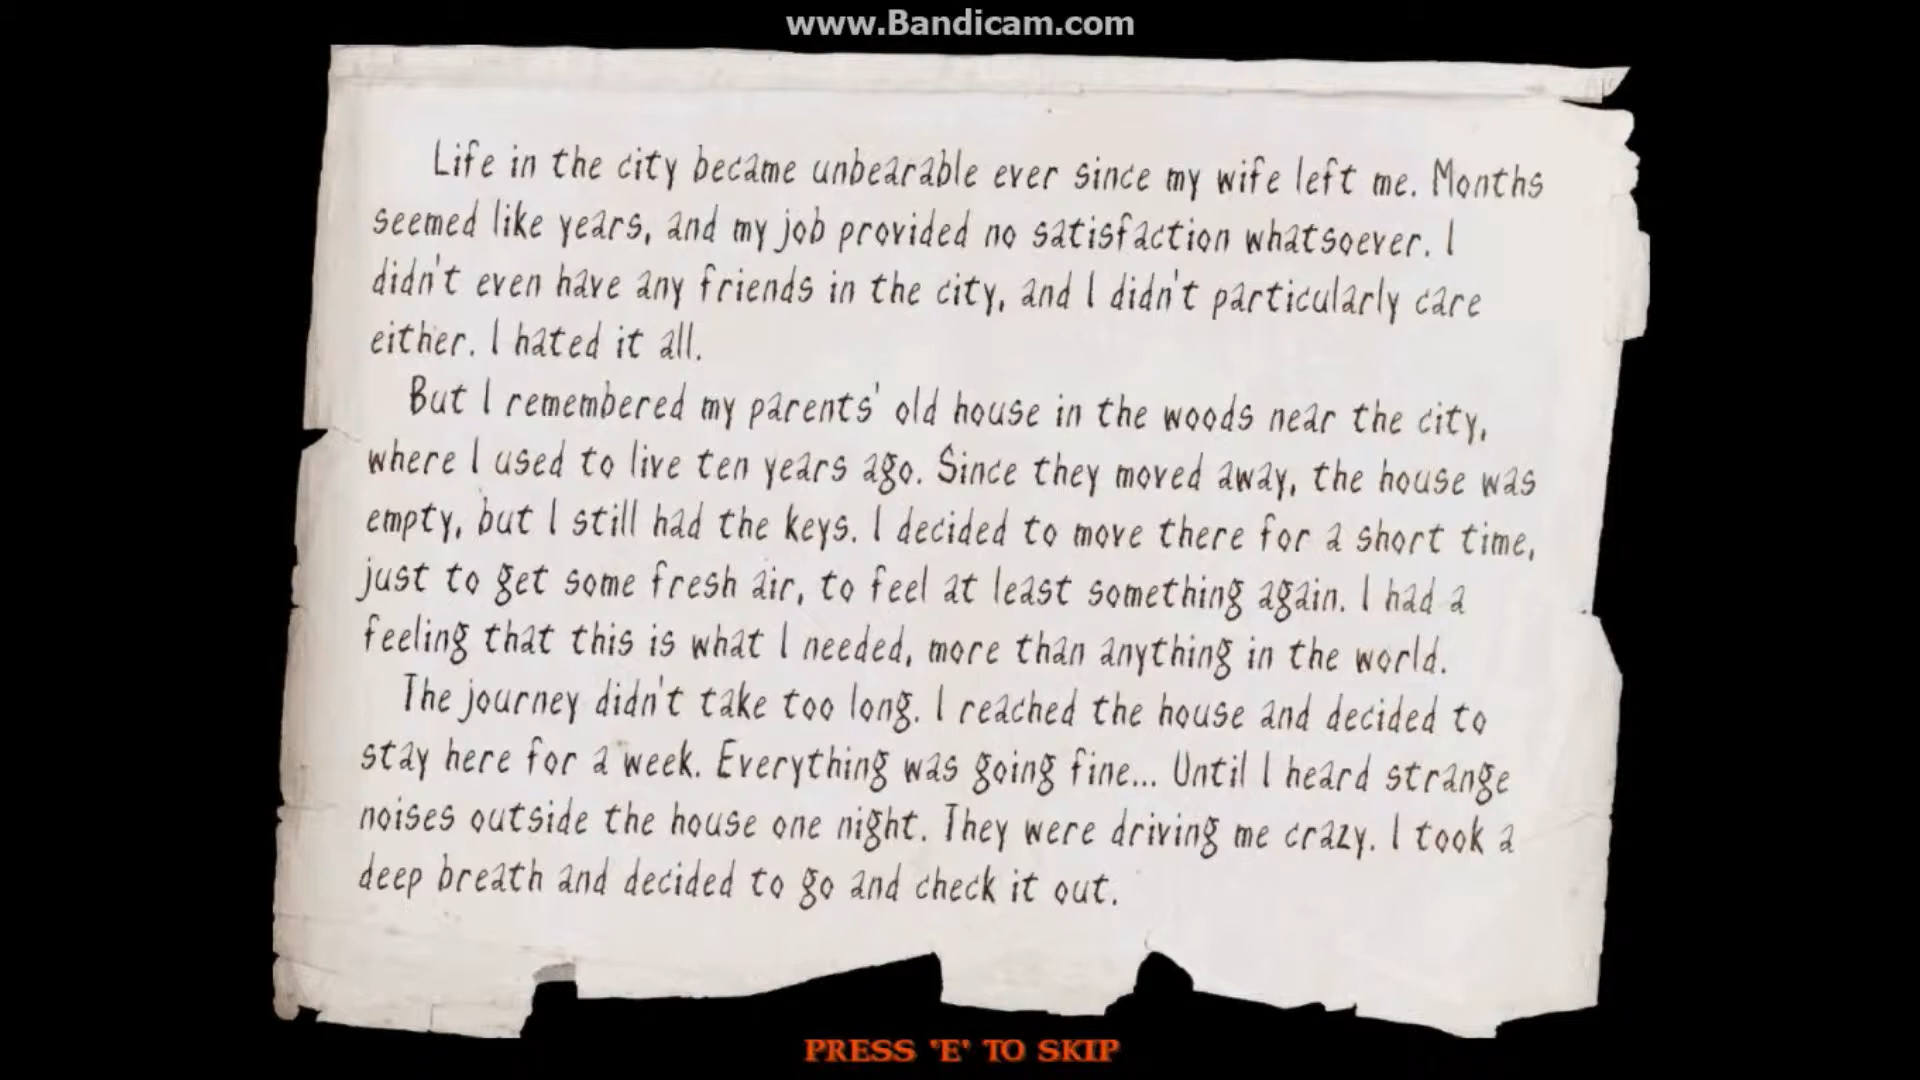 www.Bandicam.com
Life in the city became unbearable ever since my wife left me. Months
seemed like years, and my job provided no satisfaction whatsoever. I
didn't even have any friends in the city, and I didn't particularly care
either. I hated it all.
But I remembered my parents' old house in the woods near the city,
where I used to live ten years ago. Since they moved away, the house was
empty, but I still had the keys. I decided to move there for a short time,
just to get some fresh air, to feel at least something again. I had a
feeling that this is what I needed, more than anything in the world.
The journey didn't take too long. I reached the house and decided to
stay here for a week. Everything was going fine... Until I heard strange
noises outside the house one night. They were driving me crazy. I took a
deep breath and decided to go and check it out.
PRESS 'E' TO SKIP